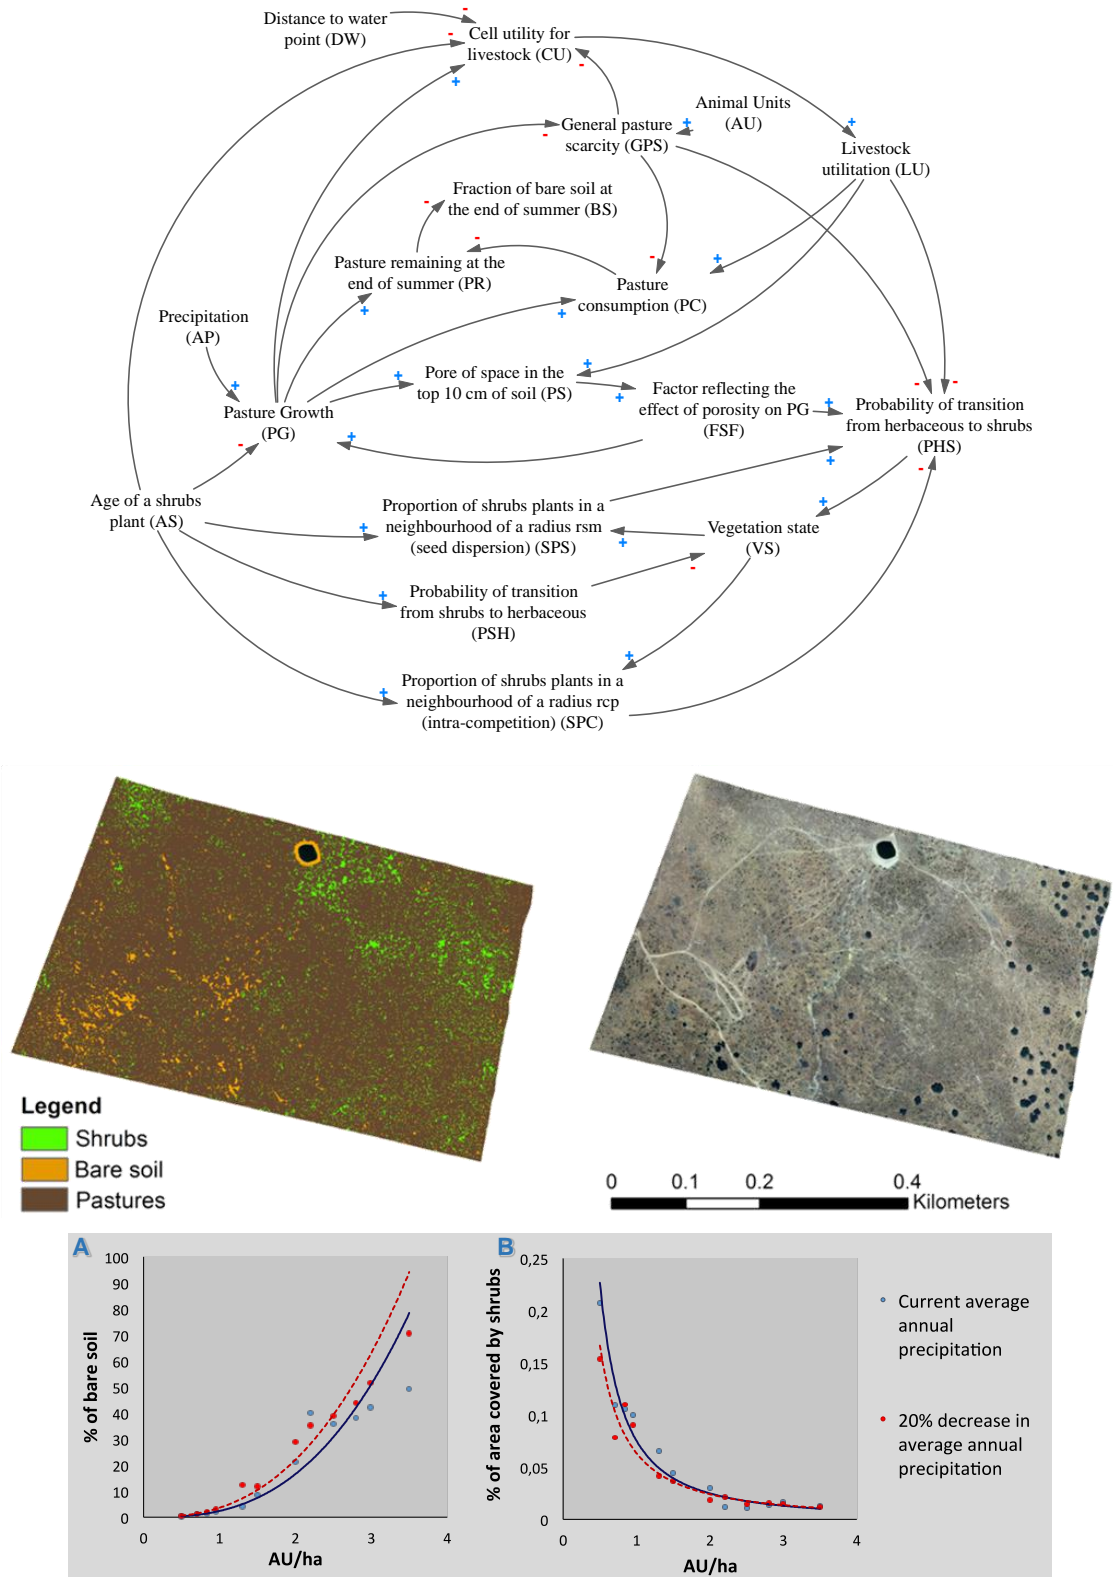 Distance to water
point (DW)
-
-
Cell utility for
livestock (CU)
-
+
Animal Units
(AU)
+
General pasture
scarcity (GPS)
-
+
Livestock
utilitation (LU)
Fraction of bare soil at
the end of summer (BS)
-
-
Pasture remaining at the
end of summer (PR)
+
-
+
Pasture
consumption (PC)
+
Precipitation
(AP)
+
Pasture Growth
(PG)
+
-
+
Pore of space in the
top 10 cm of soil (PS)
+
+
Factor reflecting the
effect of porosity on PG
(FSF)
+
-
-
Probability of transition
from herbaceous to shrubs
(PHS)
+
-
+
Age of a shrubs
plant (AS)
+
Proportion of shrubs plants in a
neighbourhood of a radius rsm
(seed dispersion) (SPS)
+
Vegetation state
(VS)
-
+
Probability of transition
from shrubs to herbaceous
(PSH)
+
+
Proportion of shrubs plants in a
neighbourhood of a radius rcp
(intra-competition) (SPC)
Legend
Shrubs
Bare soil
Pastures
0 0.1 0.2 0.4
Kilometers
A
% of bare soil
100
90
80
70
60
50
40
30
20
10
0
0 1 2 3 4
AU/ha
B
% of area covered by shrubs
0,25
0,2
0,15
0,1
0,05
0
0 1 2 3 4
AU/ha
Current average
annual
precipitation
20% decrease in
average annual
precipitation